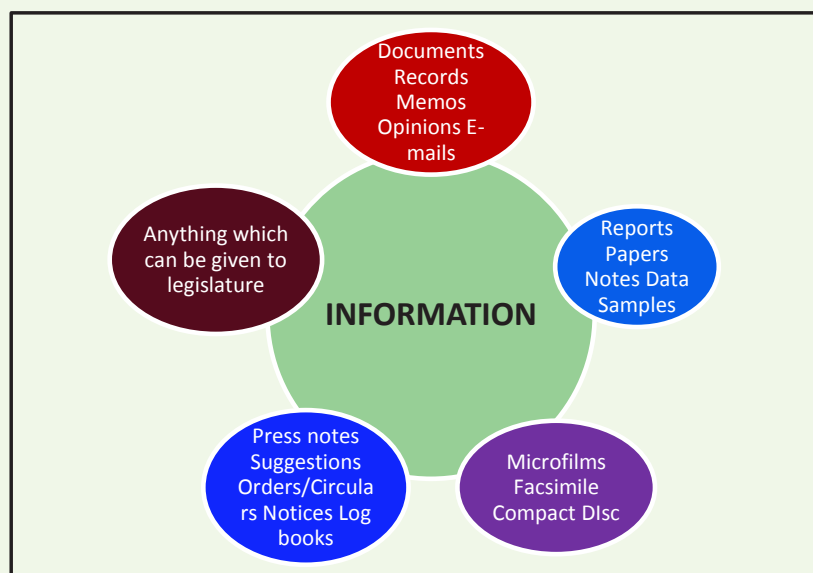 Documents
Records
Memos
Opinions E-
mails
Anything which
can be given to
legislature
Reports
Papers
Notes Data
Samples
INFORMATION
Press notes
Suggestions
Orders/Circula
rs Notices Log
books
Microfilms
Facsimile
Compact DIsc